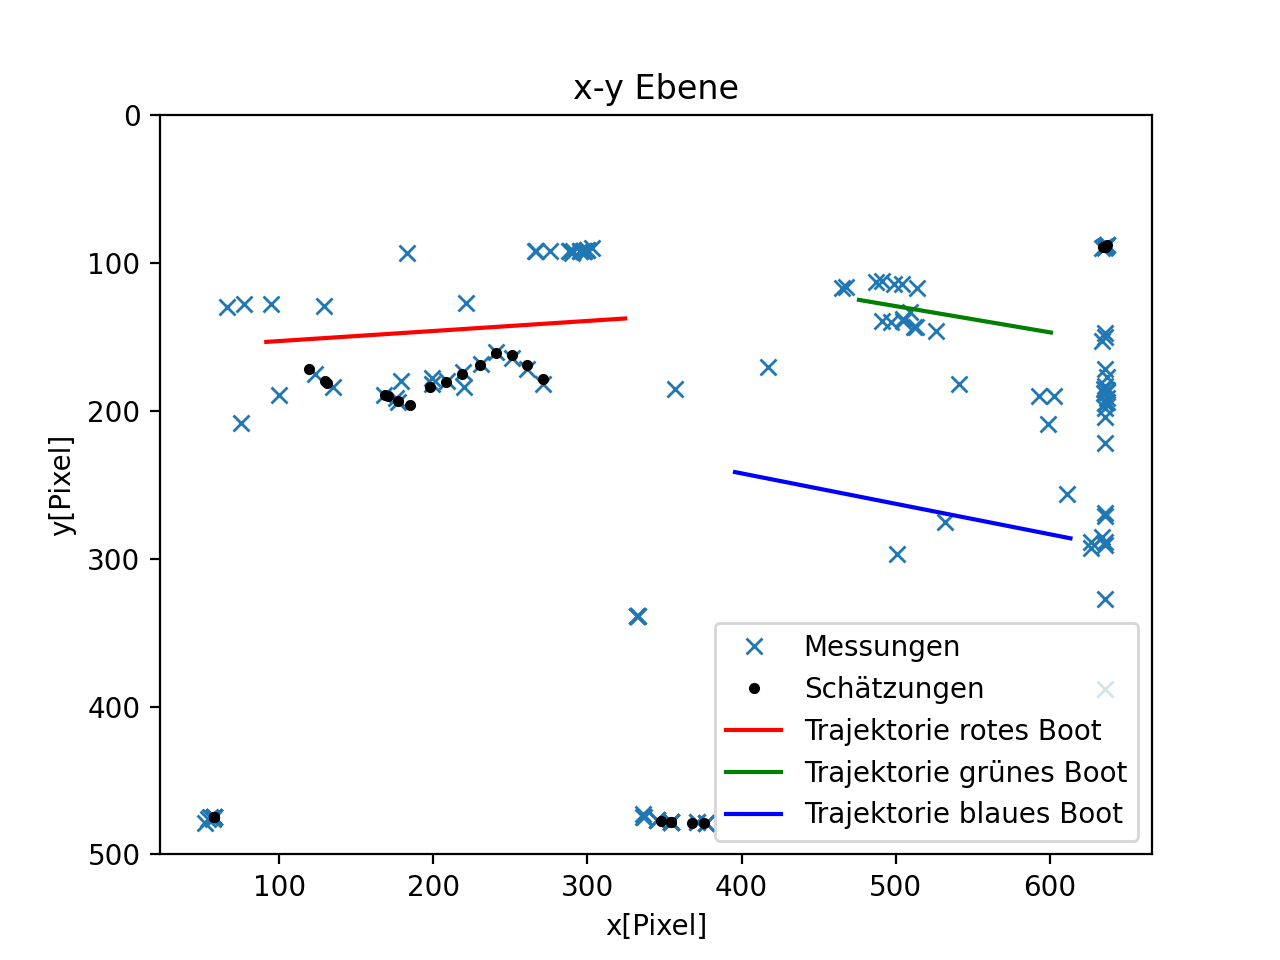 x-y Ebene
0
100
200
300
400
500
y[Pixel]
Messungen
Schätzungen
Trajektorie rotes Boot
Trajektorie grünes Boot
Trajektorie blaues Boot
100 200 300 400 500 600
x[Pixel]